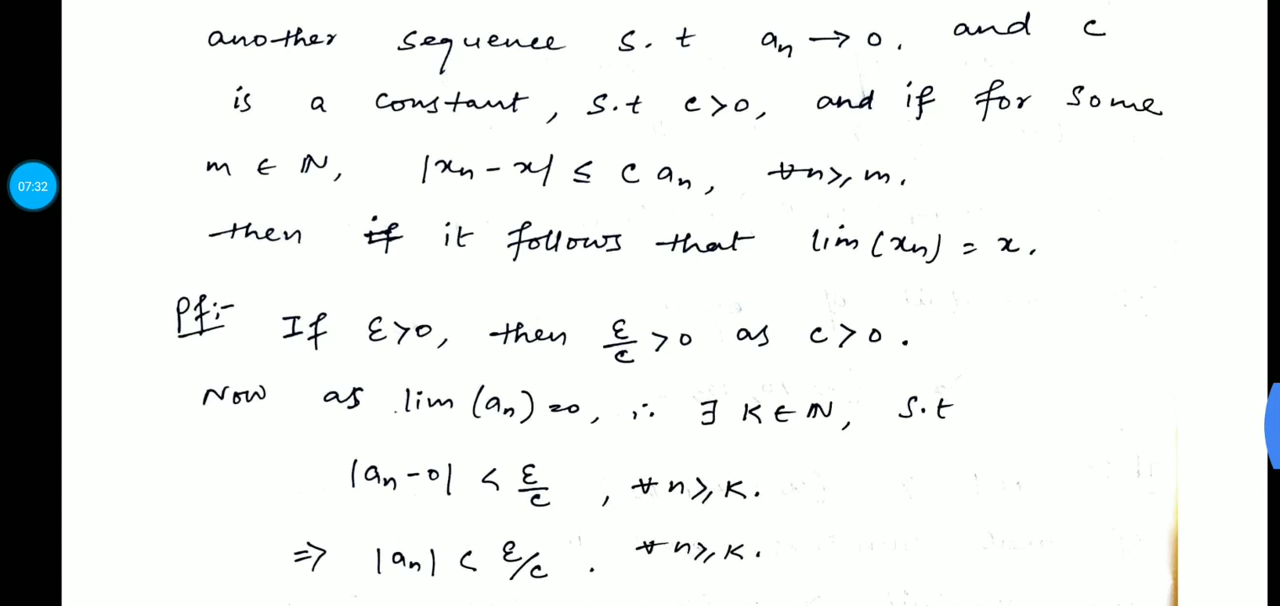 another sequence s.t aₙ → 0, and c
is a constant, s.t c>0, and if for some
m ∈ ℕ, |xₙ - x| ≤ c aₙ, ∀n≥m.
then if it follows that lim(xₙ) = x.
Pf:- If ε>0, then ε/c > 0 as c>0.
07:32
Now as lim(aₙ)=0, ∴ ∃ K∈ℕ, s.t
|aₙ-0| < ε/c, ∀n≥K.
⇒ |aₙ| < ε/c. ∀n≥K.